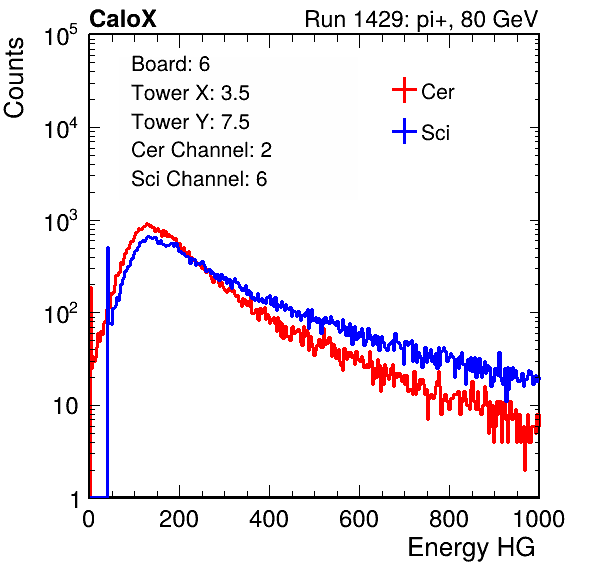 CaloX Run 1429: pi+, 80 GeV
Counts
Board: 6
Tower X: 3.5
Tower Y: 7.5
Cer Channel: 2
Sci Channel: 6
Cer
Sci
10^5
10^4
10^3
10^2
10
1
0 200 400 600 800 1000
Energy HG